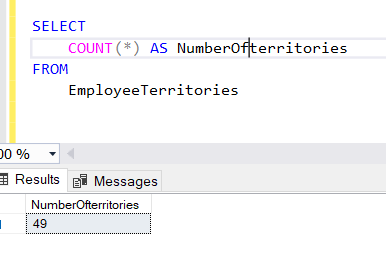 SELECT
COUNT(*) AS NumberOfterritories
FROM
EmployeeTerritories
00 %
Results Messages
NumberOfterritories
49